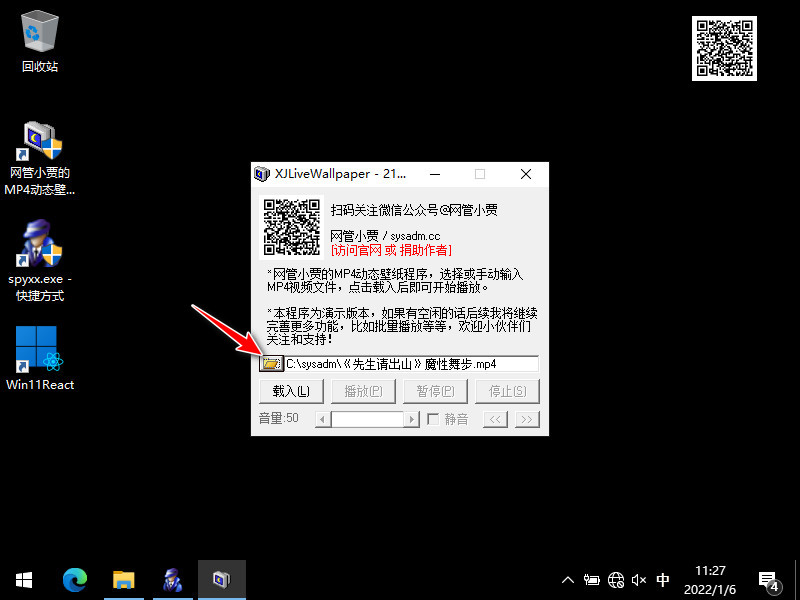 回收站
网管小贾的
MP4动态壁...
spyxx.exe -
快捷方式
Win11React
XJLiveWallpaper - 21...
扫码关注微信公众号@网管小贾
网管小贾 / sysadm.cc
[访问官网 或 捐助作者]
*网管小贾的MP4动态壁纸程序，选择或手动输入
MP4视频文件，点击载入后即可开始播放。
*本程序为演示版本，如果有空闲的话后续我将继续
完善更多功能，比如批量播放等等，欢迎小伙伴们
关注和支持！
C:\sysadm\《先生请出山》魔性舞步.mp4
载入(L) 播放(P) 暂停(P) 停止(S)
音量:50 静音 << >>
中 11:27
2022/1/6 4